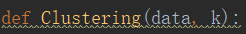 def Clustering(data, k):